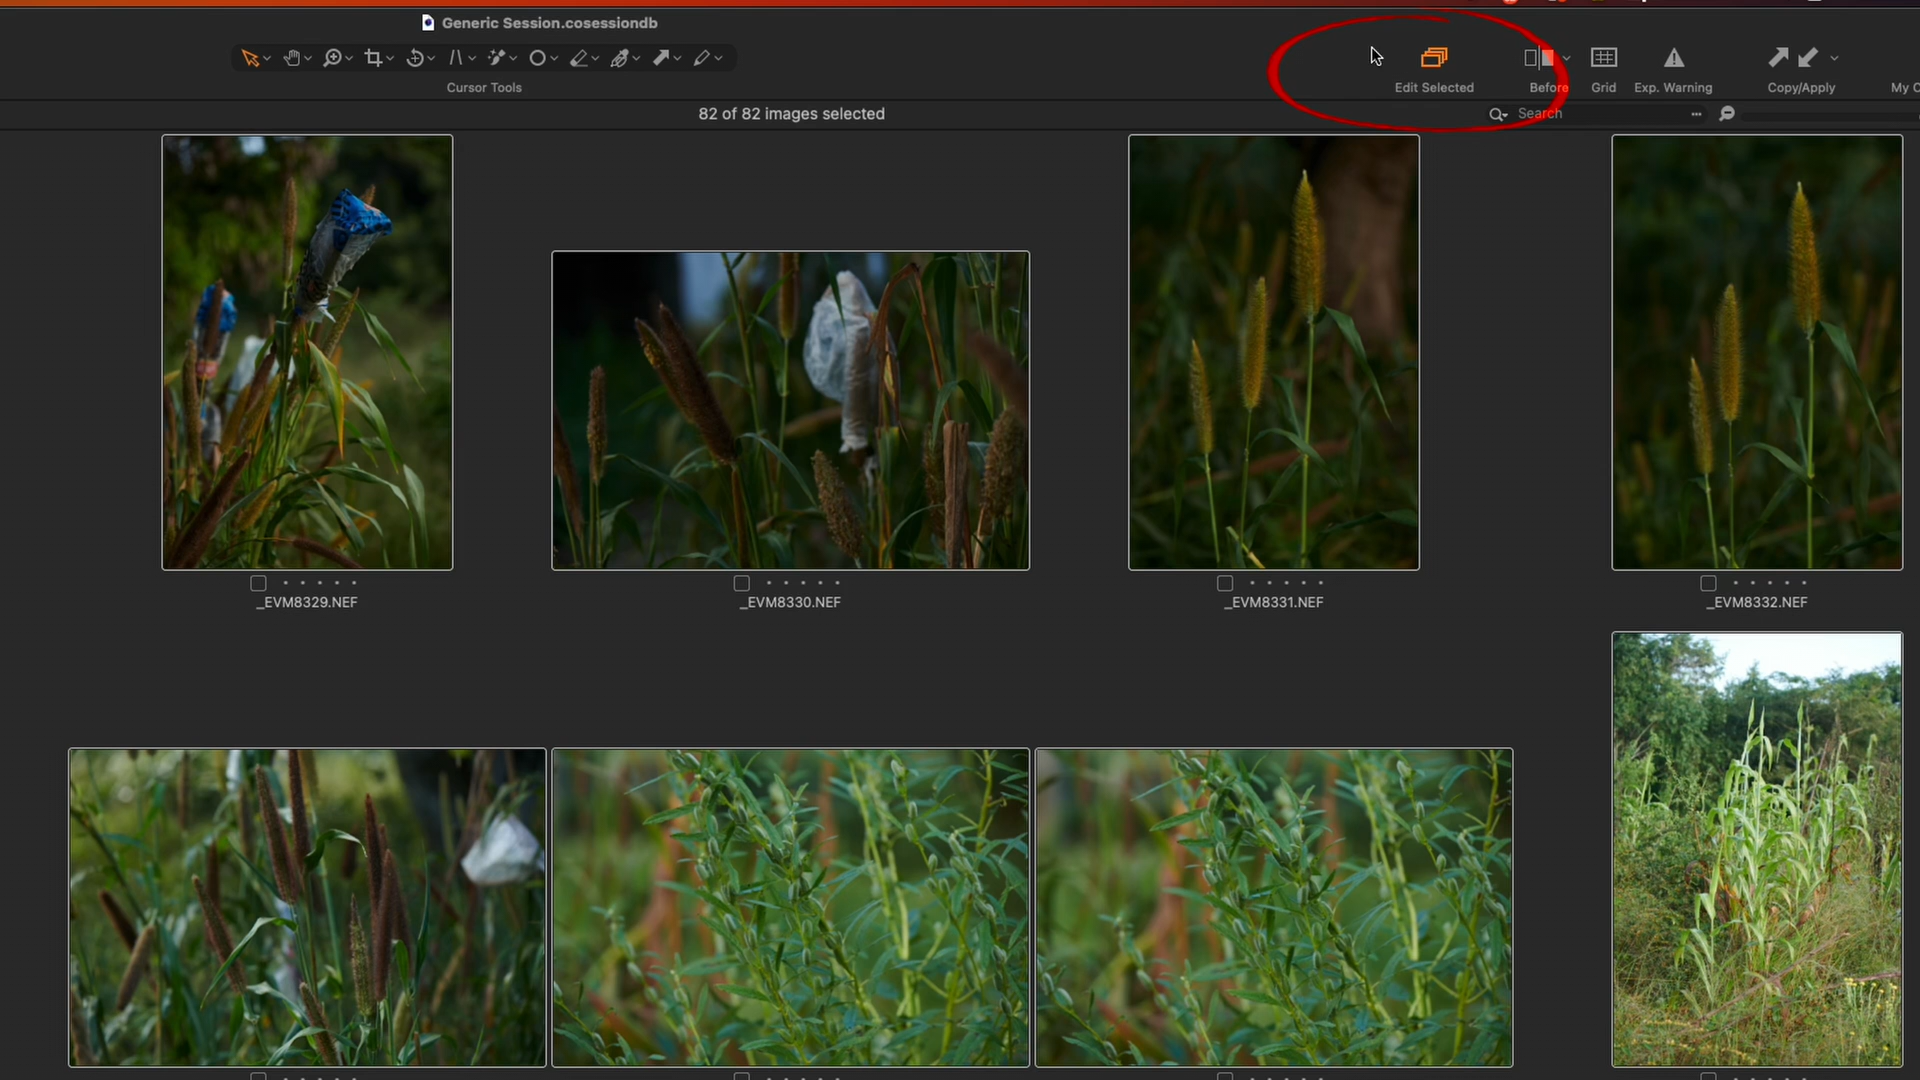 Generic Session.cosessiondb
Cursor Tools
Edit Selected
Before
Grid
Exp. Warning
Copy/Apply
My
82 of 82 images selected
Search
_EVM8329.NEF
_EVM8330.NEF
_EVM8331.NEF
_EVM8332.NEF